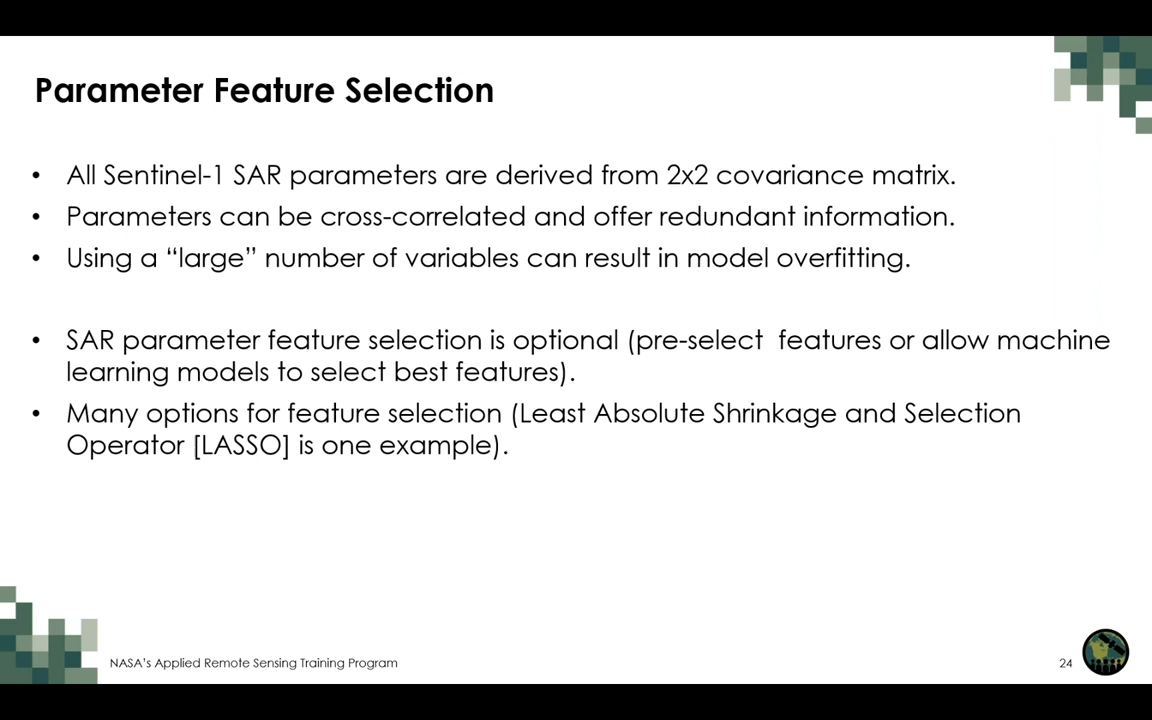 Parameter Feature Selection
• All Sentinel-1 SAR parameters are derived from 2x2 covariance matrix.
• Parameters can be cross-correlated and offer redundant information.
• Using a “large” number of variables can result in model overfitting.
• SAR parameter feature selection is optional (pre-select  features or allow machine
learning models to select best features).
• Many options for feature selection (Least Absolute Shrinkage and Selection
Operator [LASSO] is one example).
NASA’s Applied Remote Sensing Training Program
24